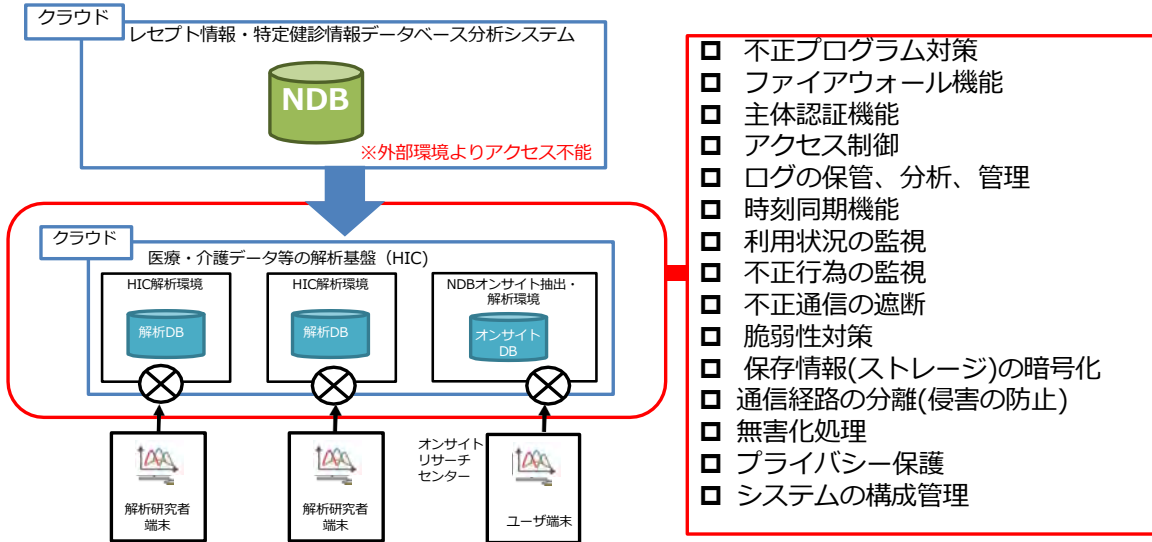 クラウド
レセプト情報・特定健診情報データベース分析システム
NDB
※外部環境よりアクセス不能
クラウド
医療・介護データ等の解析基盤（HIC)
HIC解析環境
解析DB
HIC解析環境
解析DB
NDBオンサイト抽出・
解析環境
オンサイト
DB
解析研究者
端末
解析研究者
端末
オンサイト
リサーチ
センター
ユーザ端末
不正プログラム対策
ファイアウォール機能
主体認証機能
アクセス制御
ログの保管、分析、管理
時刻同期機能
利用状況の監視
不正行為の監視
不正通信の遮断
脆弱性対策
保存情報(ストレージ)の暗号化
通信経路の分離(侵害の防止)
無害化処理
プライバシー保護
システムの構成管理